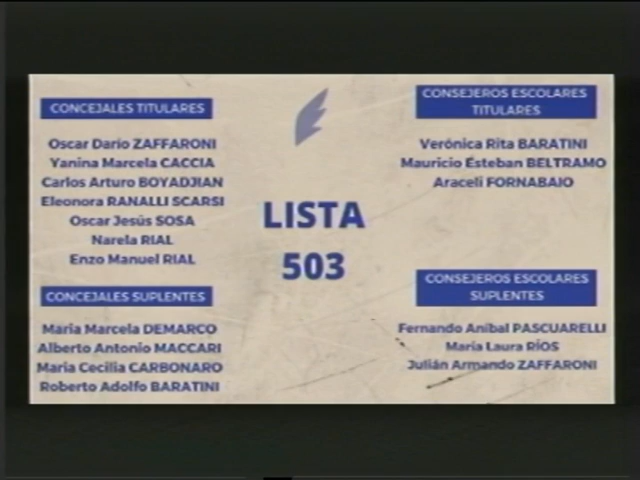 CONCEJALES TITULARES
Oscar Darío ZAFFARONI
Yanina Marcela CACCIA
Carlos Arturo BOYADJIAN
Eleonora RANALLI SCARSI
Oscar Jesús SOSA
Narela RIAL
Enzo Manuel RIAL
CONCEJALES SUPLENTES
Maria Marcela DEMARCO
Alberto Antonio MACCARI
Maria Cecilia CARBONARO
Roberto Adolfo BARATINI
LISTA
503
CONSEJEROS ESCOLARES
TITULARES
Verónica Rita BARATINI
Mauricio Esteban BELTRAMO
Araceli FORNABAIO
CONSEJEROS ESCOLARES
SUPLENTES
Fernando Aníbal PASCUARELLI
María Laura RÍOS
Julián Armando ZAFFARONI